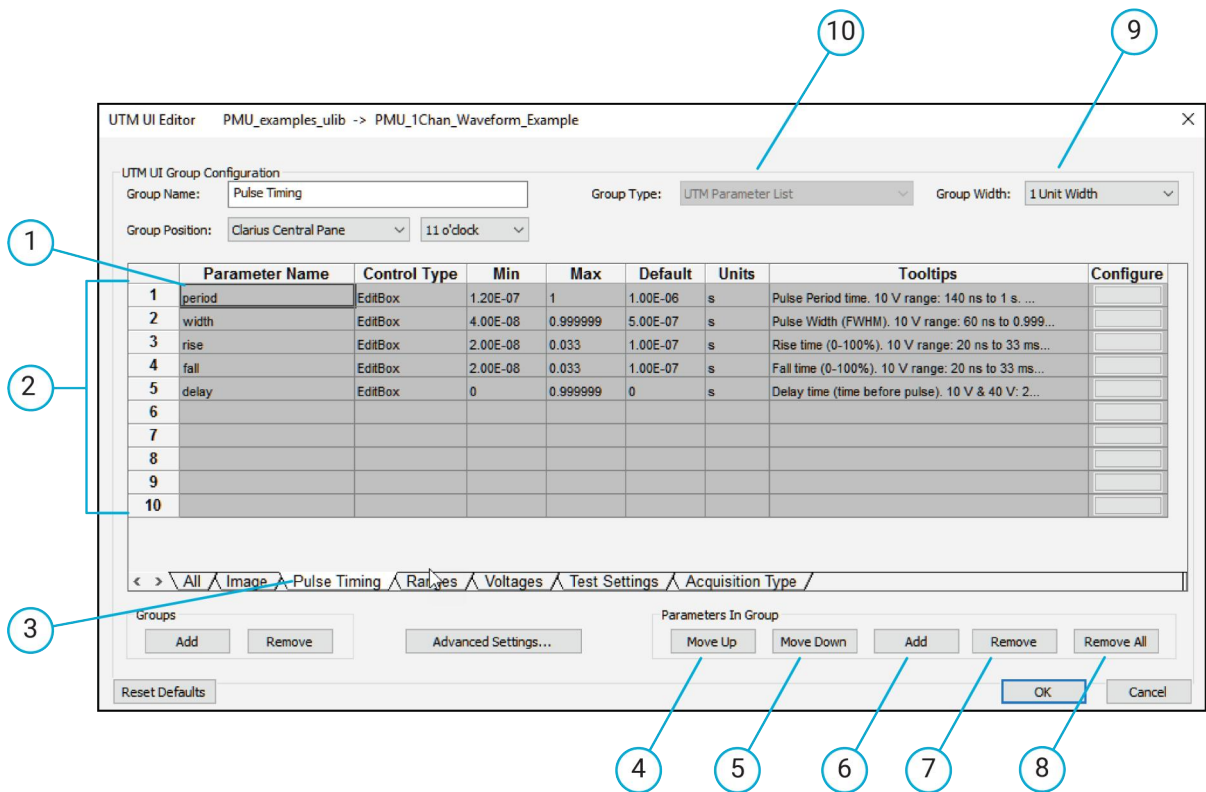 10
9
UTM UI Editor PMU_examples_ulib -> PMU_1Chan_Waveform_Example
UTM UI Group Configuration
Group Name: Pulse Timing Group Type: UTM Parameter List Group Width: 1 Unit Width
Group Position: Clarius Central Pane 11 o'clock
1
Parameter Name Control Type Min Max Default Units Tooltips Configure
1 period EditBox 1.20E-07 1 1.00E-06 s Pulse Period time. 10 V range: 140 ns to 1 s. ...
2 width EditBox 4.00E-08 0.999999 5.00E-07 s Pulse Width (FWHM). 10 V range: 60 ns to 0.999...
3 rise EditBox 2.00E-08 0.033 1.00E-07 s Rise time (0-100%). 10 V range: 20 ns to 33 ms...
4 fall EditBox 2.00E-08 0.033 1.00E-07 s Fall time (0-100%). 10 V range: 20 ns to 33 ms...
2
5 delay EditBox 0 0.999999 0 s Delay time (time before pulse). 10 V & 40 V: 2...
6
7
8
9
10
< > All Image Pulse Timing Ranges Voltages Test Settings Acquisition Type
3
Groups Parameters In Group
Add Remove Advanced Settings... Move Up Move Down Add Remove Remove All
Reset Defaults OK Cancel
4 5 6 7 8